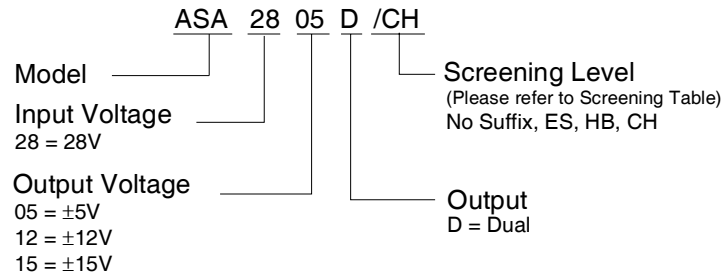 ASA 28 05 D /CH
Model
Input Voltage
28 = 28V
Output Voltage
05 = ±5V
12 = ±12V
15 = ±15V
Screening Level
(Please refer to Screening Table)
No Suffix, ES, HB, CH
Output
D = Dual